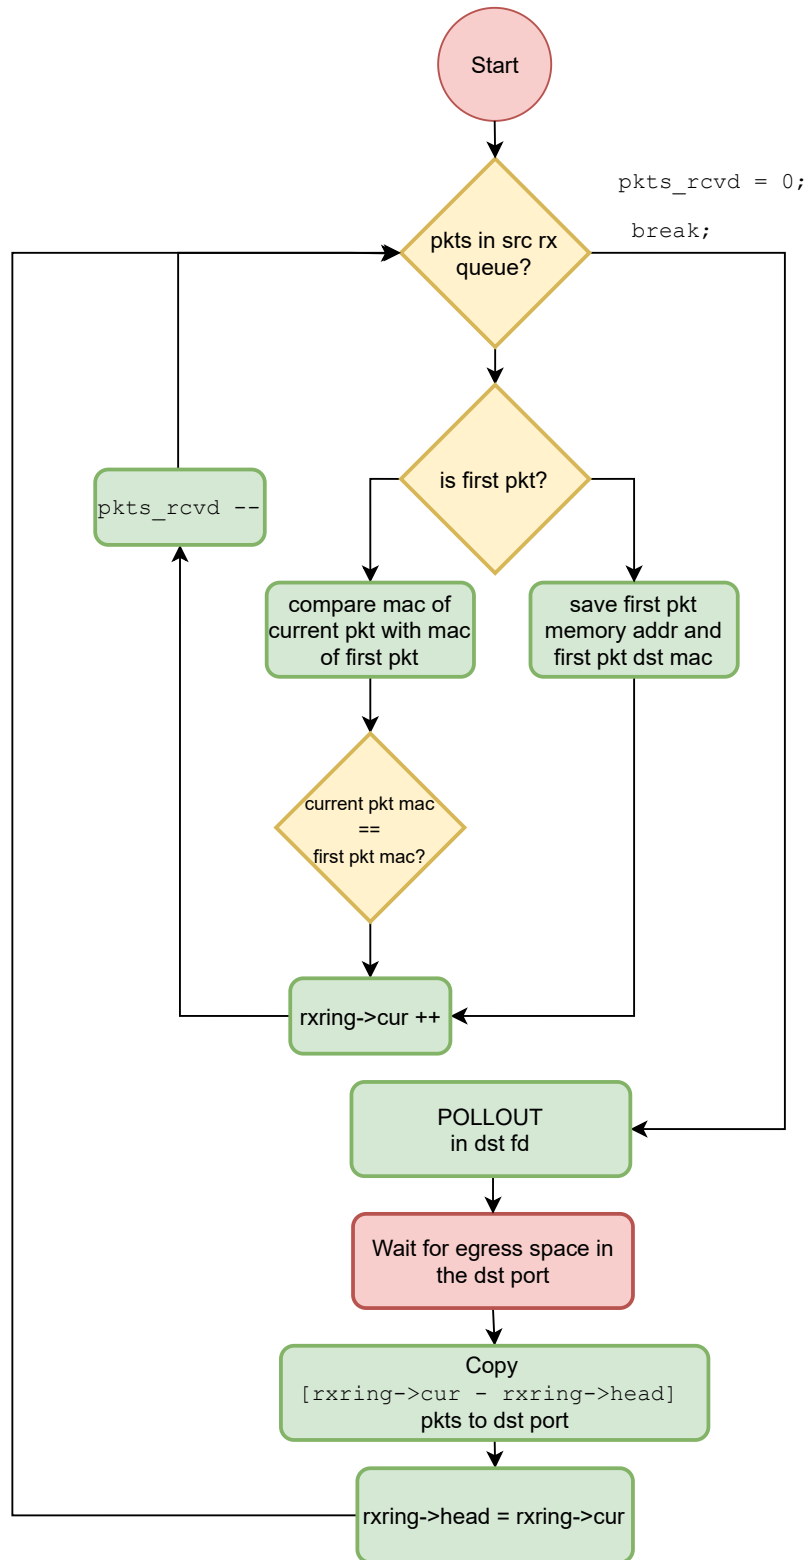 Start
pkts_rcvd = 0;
break;
pkts in src rx
queue?
is first pkt?
pkts_rcvd --
compare mac of
current pkt with mac
of first pkt
save first pkt
memory addr and
first pkt dst mac
current pkt mac
==
first pkt mac?
rxring->cur ++
POLLOUT
in dst fd
Wait for egress space in
the dst port
Copy
[rxring->cur - rxring->head]
pkts to dst port
rxring->head = rxring->cur